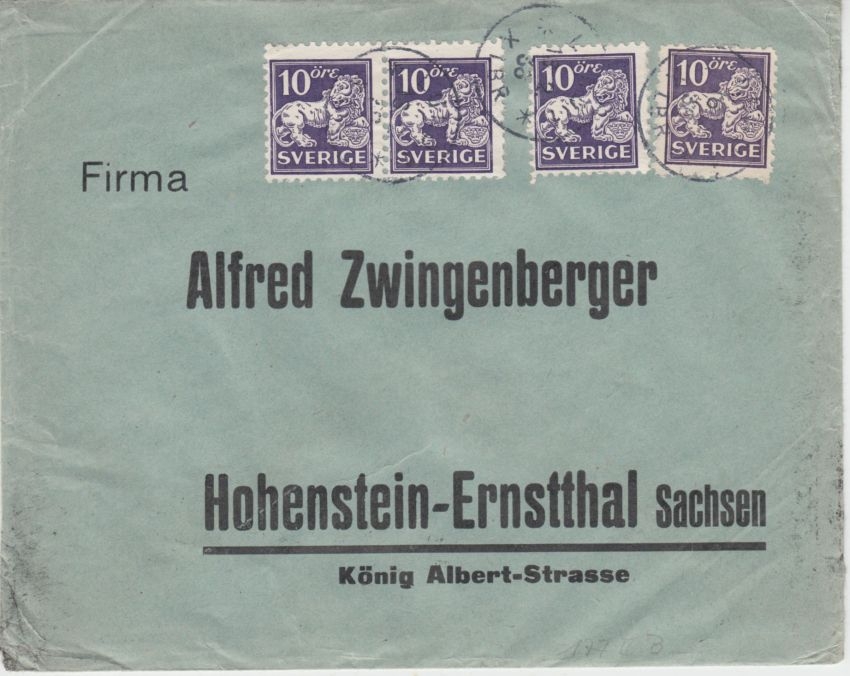 10 öre
SVERIGE
10 öre
SVERIGE
10 öre
SVERIGE
10 öre
SVERIGE
Firma
Alfred Zwingenberger
Hohenstein-Ernstthal Sachsen
König Albert-Strasse